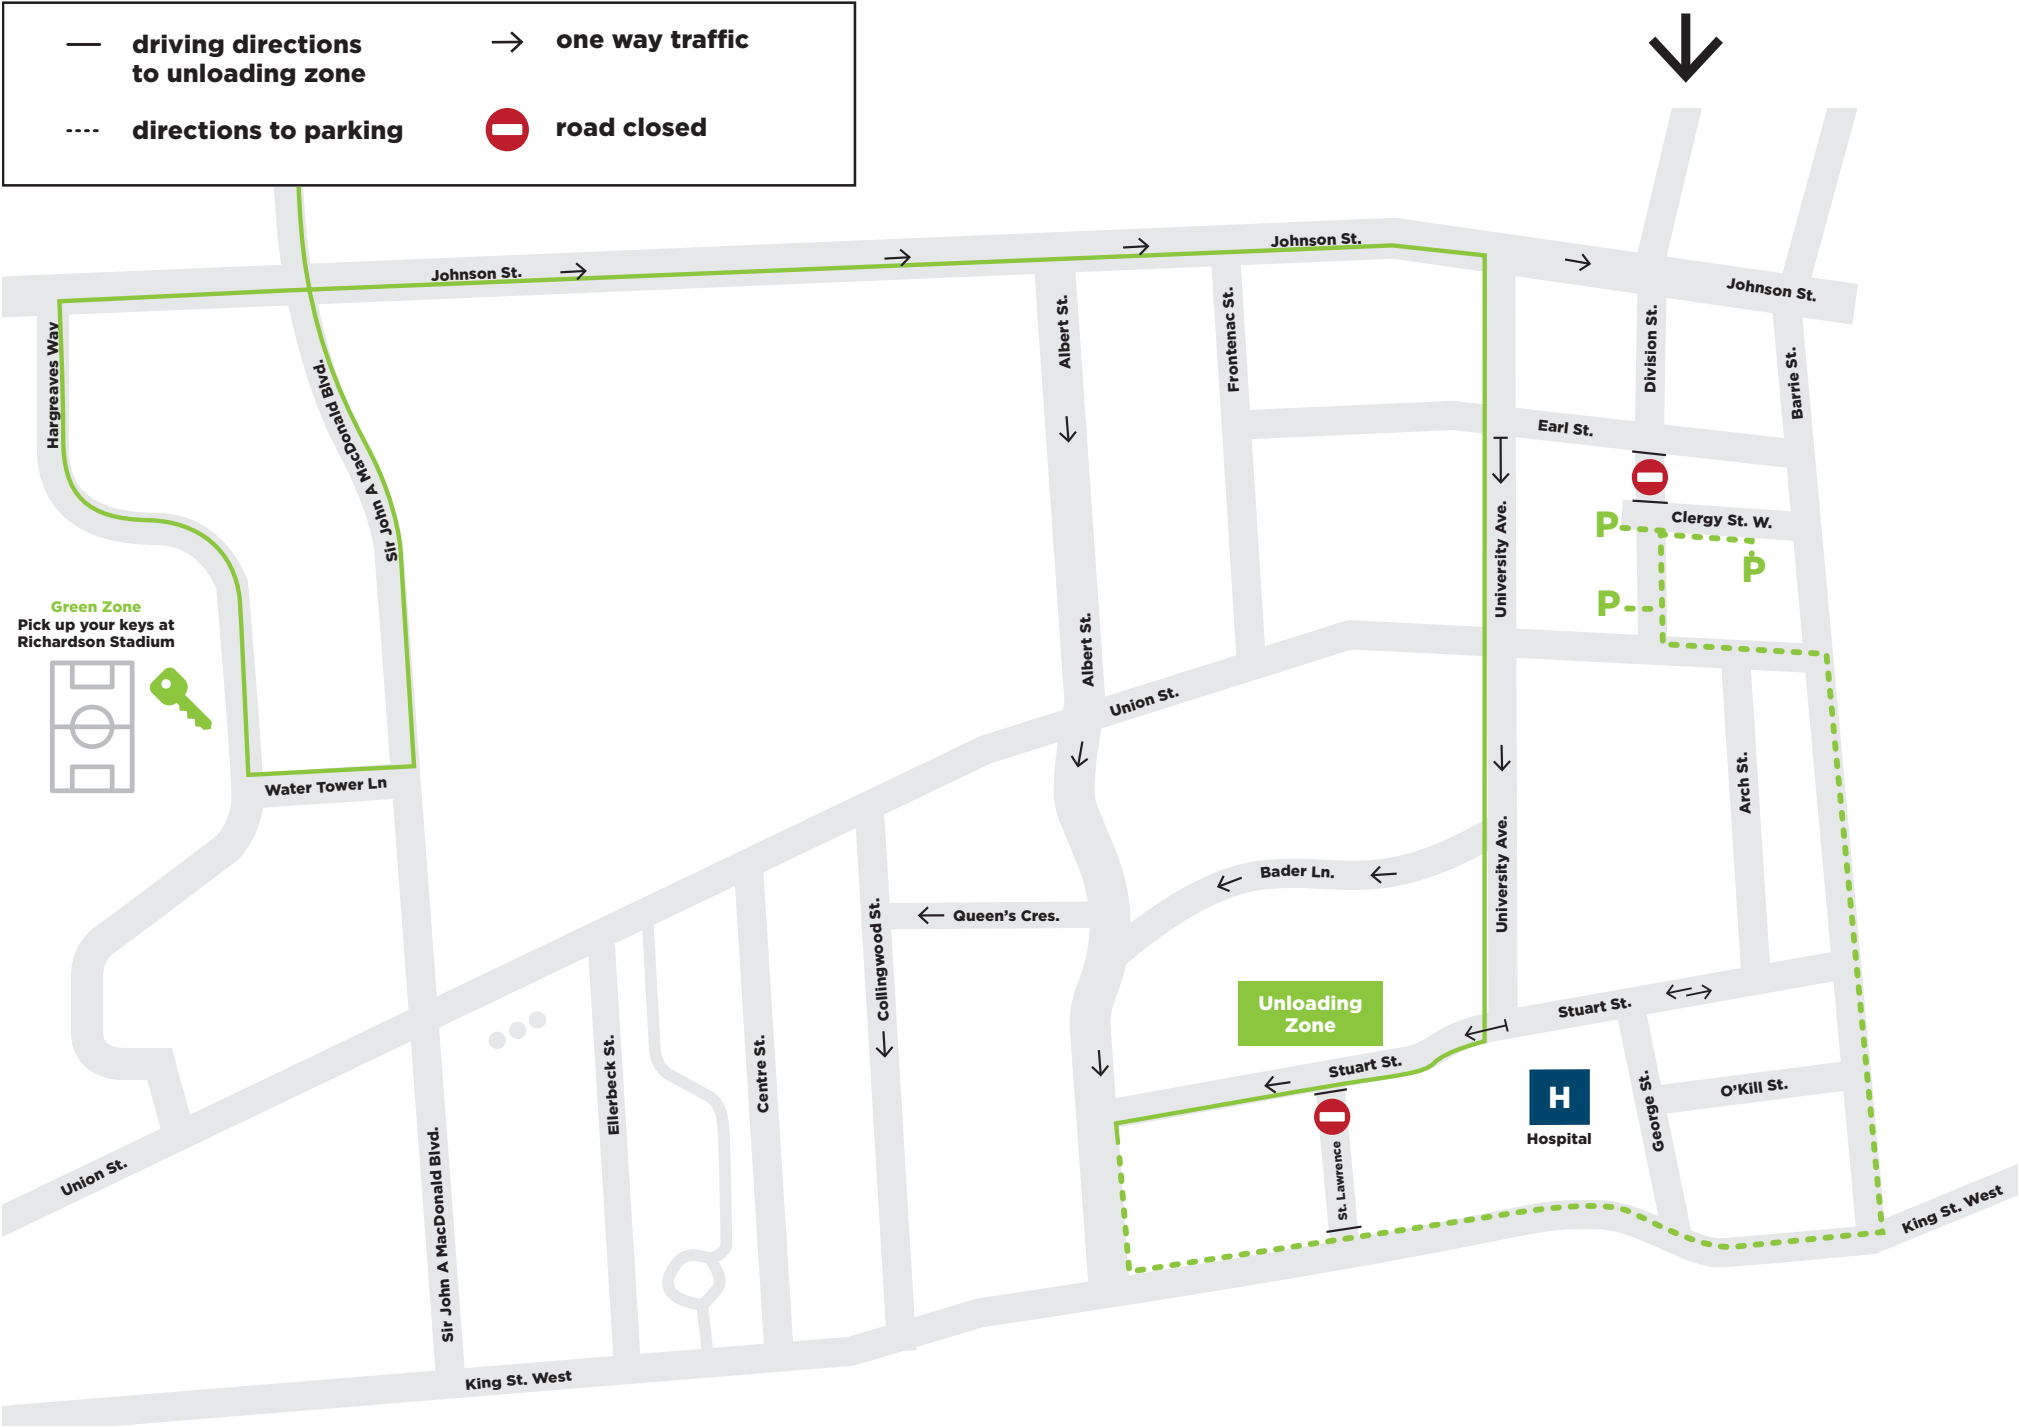 driving directions
to unloading zone
one way traffic
directions to parking
road closed
Johnson St.
Johnson St.
Johnson St.
Hargreaves Way
Sir John A MacDonald Blvd.
Albert St.
Frontenac St.
Division St.
Barrie St.
Earl St.
Clergy St. W.
P
P
P
University Ave.
Green Zone
Pick up your keys at
Richardson Stadium
Albert St.
Union St.
Water Tower Ln
Arch St.
Bader Ln.
University Ave.
Queen's Cres.
Collingwood St.
Unloading
Zone
Stuart St.
Stuart St.
Ellerbeck St.
Centre St.
H
Hospital
George St.
O'Kill St.
St. Lawrence
Union St.
Sir John A MacDonald Blvd.
King St. West
King St. West